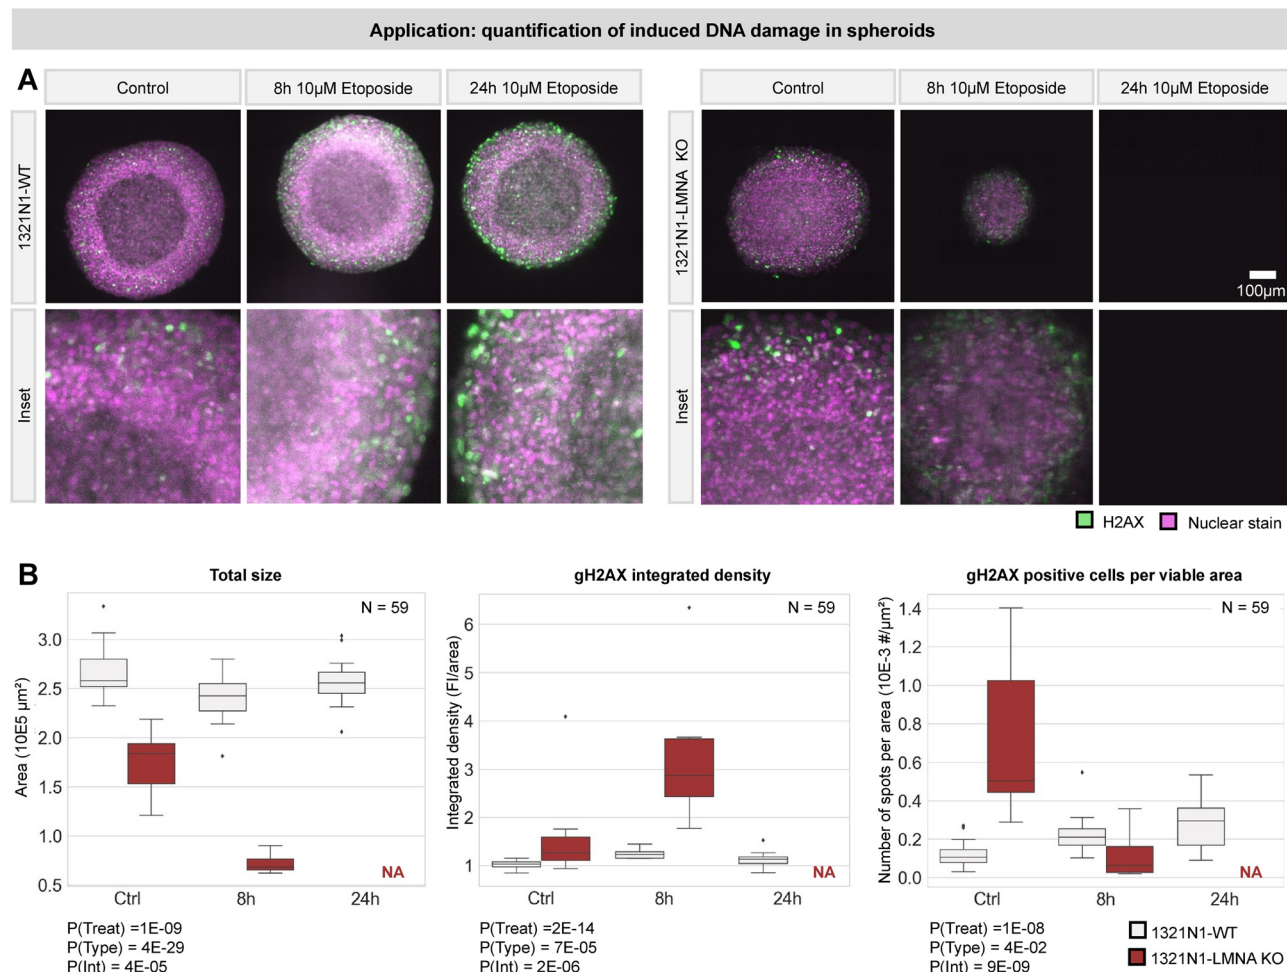 Application: quantification of induced DNA damage in spheroids
A
Control
8h 10µM Etoposide
24h 10µM Etoposide
Control
8h 10µM Etoposide
24h 10µM Etoposide
1321N1-WT
1321N1-LMNA KO
100µm
Inset
Inset
H2AX
Nuclear stain
B
Total size
N = 59
Area (10E5 µm²)
3.0
2.5
2.0
1.5
1.0
0.5
NA
Ctrl
8h
24h
P(Treat) =1E-09
P(Type) = 4E-29
P(Int) = 4E-05
gH2AX integrated density
N = 59
Integrated density (FI/area)
6
5
4
3
2
1
NA
Ctrl
8h
24h
P(Treat) =2E-14
P(Type) = 7E-05
P(Int) = 2E-06
gH2AX positive cells per viable area
N = 59
Number of spots per area (10E-3 #/µm²)
1.4
1.2
1.0
0.8
0.6
0.4
0.2
0.0
NA
Ctrl
8h
24h
P(Treat) =1E-08
P(Type) = 4E-02
P(Int) = 9E-09
1321N1-WT
1321N1-LMNA KO